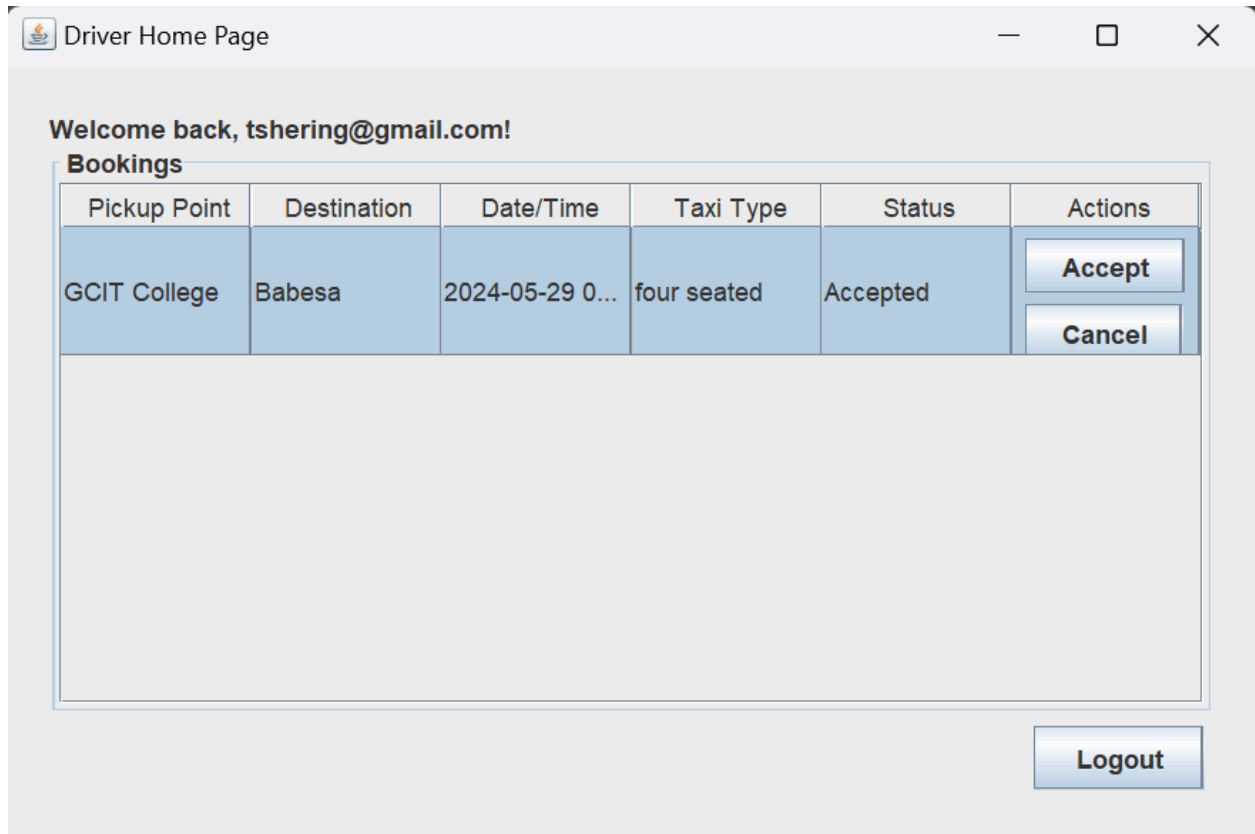 Driver Home Page
Welcome back, tshering@gmail.com!
Bookings
Pickup Point Destination Date/Time Taxi Type Status Actions
GCIT College Babesa 2024-05-29 0... four seated Accepted Accept
Cancel
Logout